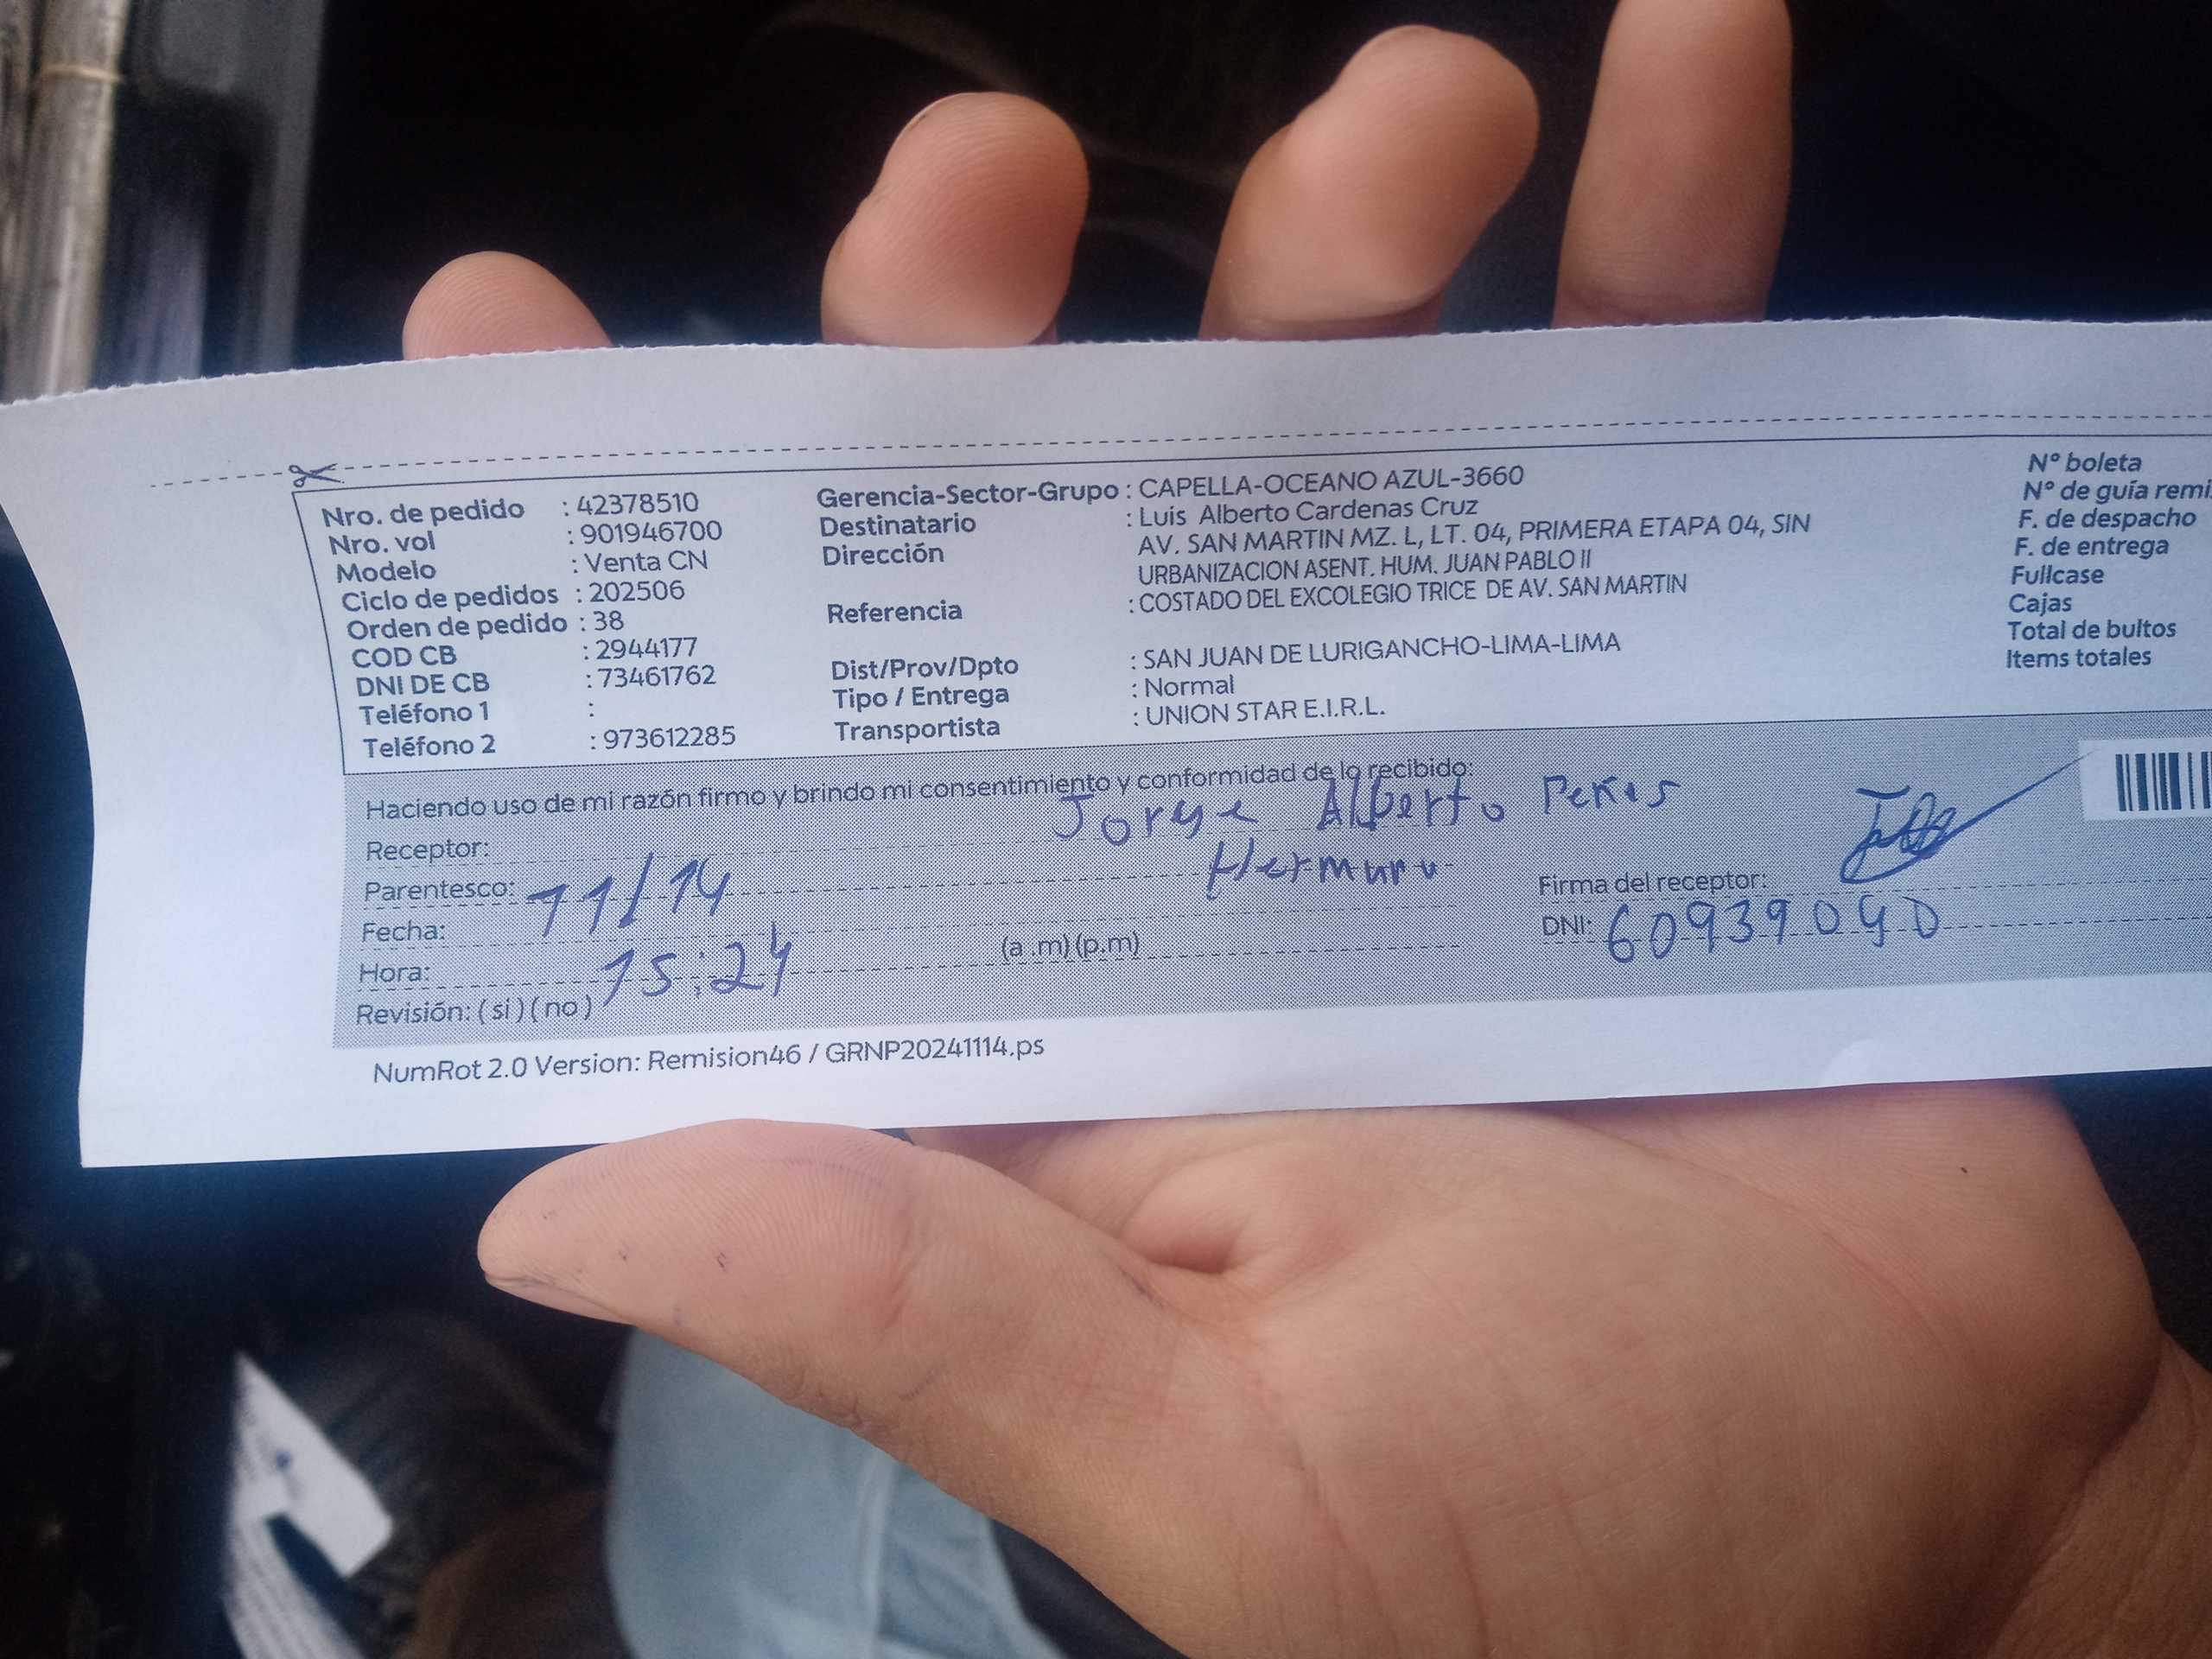 Nro. de pedido : 42378510
Nro. vol : 901946700
Modelo : Venta CN
Ciclo de pedidos : 202506
Orden de pedido : 38
COD CB : 2944177
DNI DE CB : 73461762
Teléfono 1 :
Teléfono 2 : 973612285
Gerencia-Sector-Grupo : CAPELLA-OCEANO AZUL-3660
Destinatario : Luis Alberto Cardenas Cruz
Dirección AV. SAN MARTIN MZ. L, LT. 04, PRIMERA ETAPA 04, SIN
URBANIZACION ASENT. HUM. JUAN PABLO II
Referencia : COSTADO DEL EXCOLEGIO TRICE DE AV. SAN MARTIN
Dist/Prov/Dpto : SAN JUAN DE LURIGANCHO-LIMA-LIMA
Tipo / Entrega : Normal
Transportista : UNION STAR E.I.R.L.
N° boleta
N° de guía remi
F. de despacho
F. de entrega
Fullcase
Cajas
Total de bultos
Items totales
Haciendo uso de mi razón firmo y brindo mi consentimiento y conformidad de lo recibido:
Receptor: Jorge Alberto
Parentesco: Hermuno
Fecha: 11/14
Hora: 15:24 (a .m) (p.m)
Revisión: ( si ) ( no )
Firma del receptor:
DNI: 60939090
NumRot 2.0 Version: Remision46 / GRNP20241114.ps